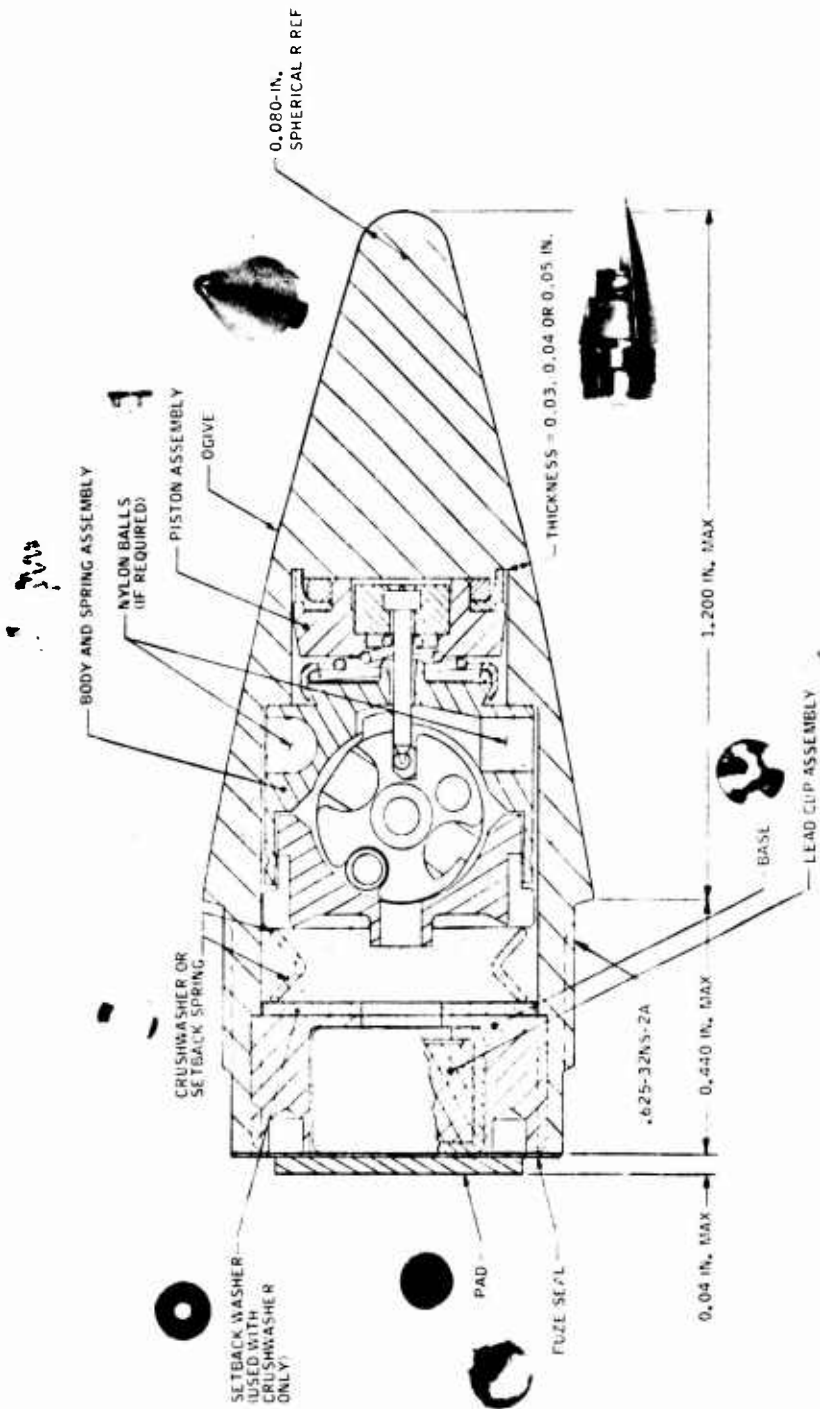 0.080-IN.
SPHERICAL R REF
OGIVE
PISTON ASSEMBLY
NYLON BALLS
(IF REQUIRED)
BODY AND SPRING ASSEMBLY
THICKNESS = 0.03, 0.04 OR 0.05 IN.
1.200 IN. MAX
CRUSHWASHER OR
SETBACK SPRING
BASE
LEAD CUP ASSEMBLY
.625-32NS-2A
0.440 IN. MAX
SETBACK WASHER
(USED WITH
CRUSHWASHER
ONLY)
PAD
FUZE SEAL
0.04 IN. MAX